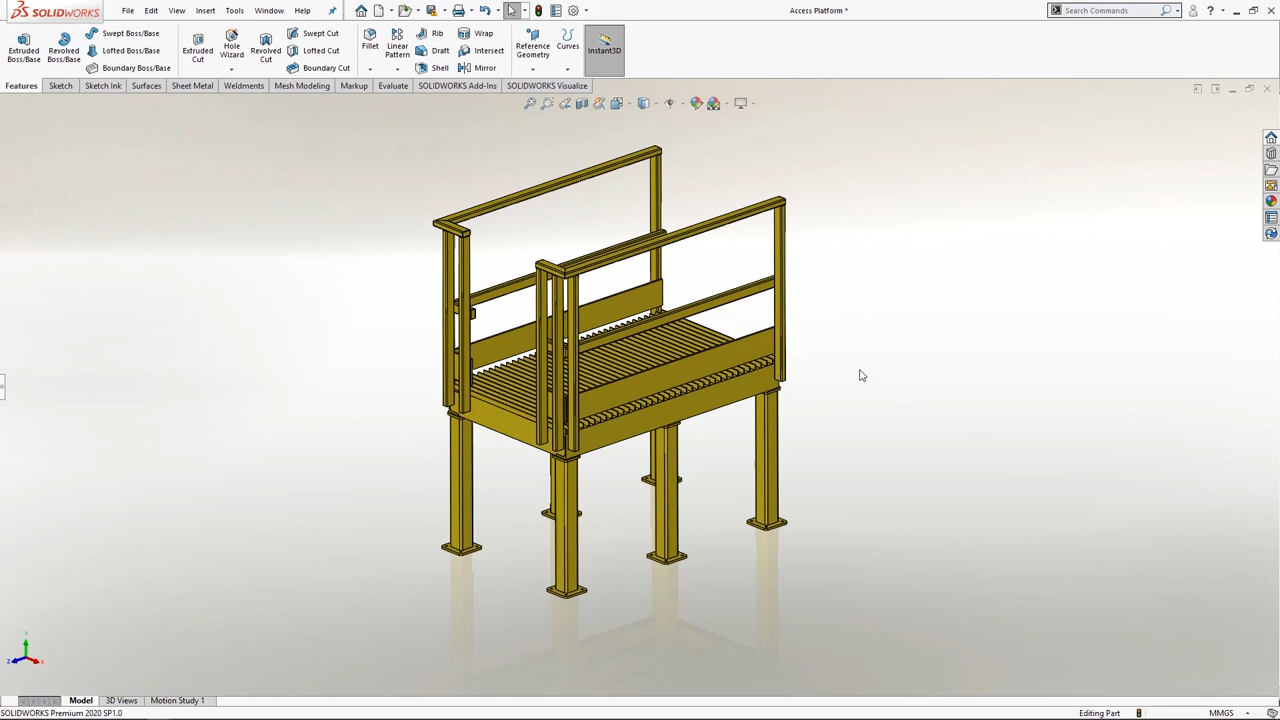 SOLIDWORKS File Edit View Insert Tools Window Help Access Platform * Search Commands ?
Extruded Boss/Base
Revolved Boss/Base
Swept Boss/Base
Lofted Boss/Base
Boundary Boss/Base
Extruded Cut
Hole Wizard
Revolved Cut
Swept Cut
Lofted Cut
Boundary Cut
Fillet
Linear Pattern
Rib
Draft
Shell
Wrap
Intersect
Mirror
Reference Geometry
Curves
Instant3D
Features Sketch Sketch Ink Surfaces Sheet Metal Weldments Mesh Modeling Markup Evaluate SOLIDWORKS Add-Ins SOLIDWORKS Visualize
Y
Z X
Model 3D Views Motion Study 1
SOLIDWORKS Premium 2020 SP1.0 Editing Part MMGS